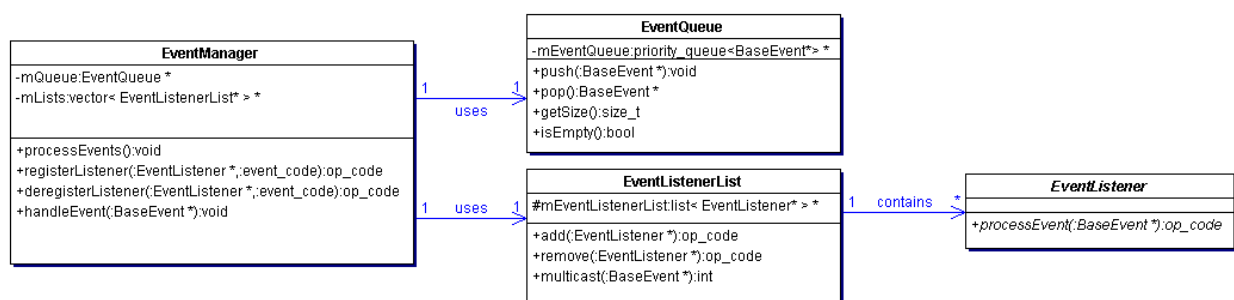 EventManager
-mQueue:EventQueue *
-mLists:vector< EventListenerList* > *
+processEvents():void
+registerListener(:EventListener *,:event_code):op_code
+deregisterListener(:EventListener *,:event_code):op_code
+handleEvent(:BaseEvent *):void
1
1
uses
EventQueue
-mEventQueue:priority_queue<BaseEvent*> *
+push(:BaseEvent *):void
+pop():BaseEvent *
+getSize():size_t
+isEmpty():bool
1
uses
1
EventListenerList
#mEventListenerList:list< EventListener* > *
+add(:EventListener *):op_code
+remove(:EventListener *):op_code
+multicast(:BaseEvent *):int
1
contains
*
EventListener
+processEvent(:BaseEvent *):op_code